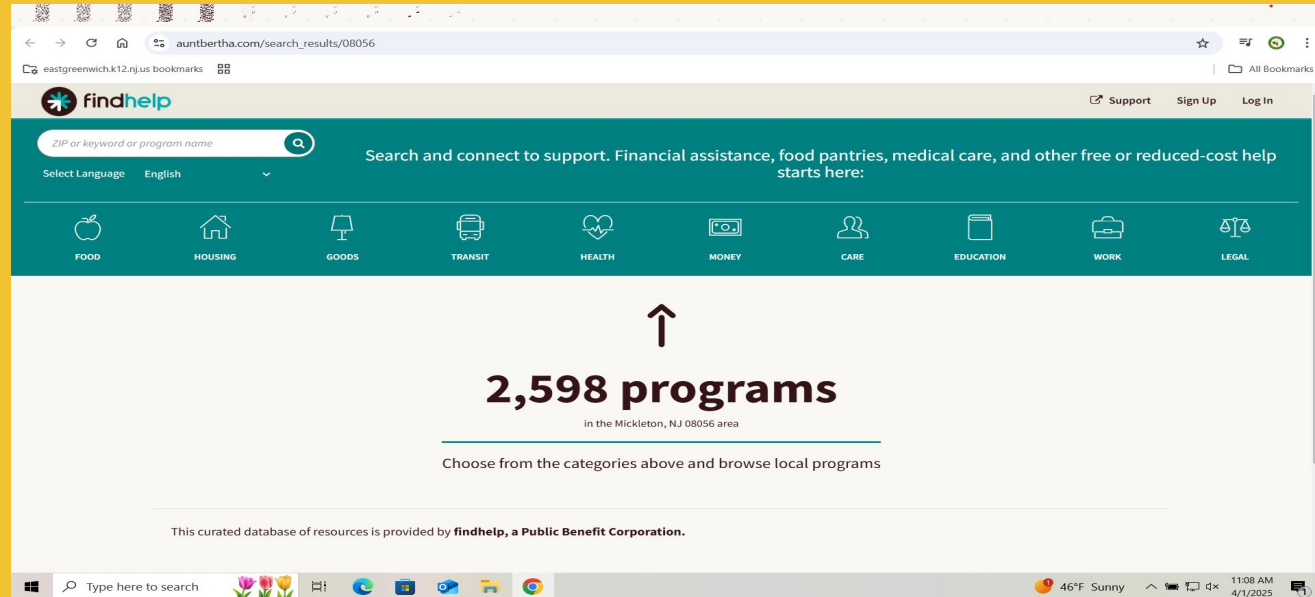 auntbertha.com/search_results/08056
eastgreenwich.k12.nj.us bookmarks
All Bookmarks
findhelp
Support Sign Up Log In
ZIP or keyword or program name
Search and connect to support. Financial assistance, food pantries, medical care, and other free or reduced-cost help
starts here:
Select Language English
FOOD HOUSING GOODS TRANSIT HEALTH MONEY CARE EDUCATION WORK LEGAL
2,598 programs
in the Mickleton, NJ 08056 area
Choose from the categories above and browse local programs
This curated database of resources is provided by findhelp, a Public Benefit Corporation.
Type here to search
46°F Sunny
11:08 AM
4/1/2025